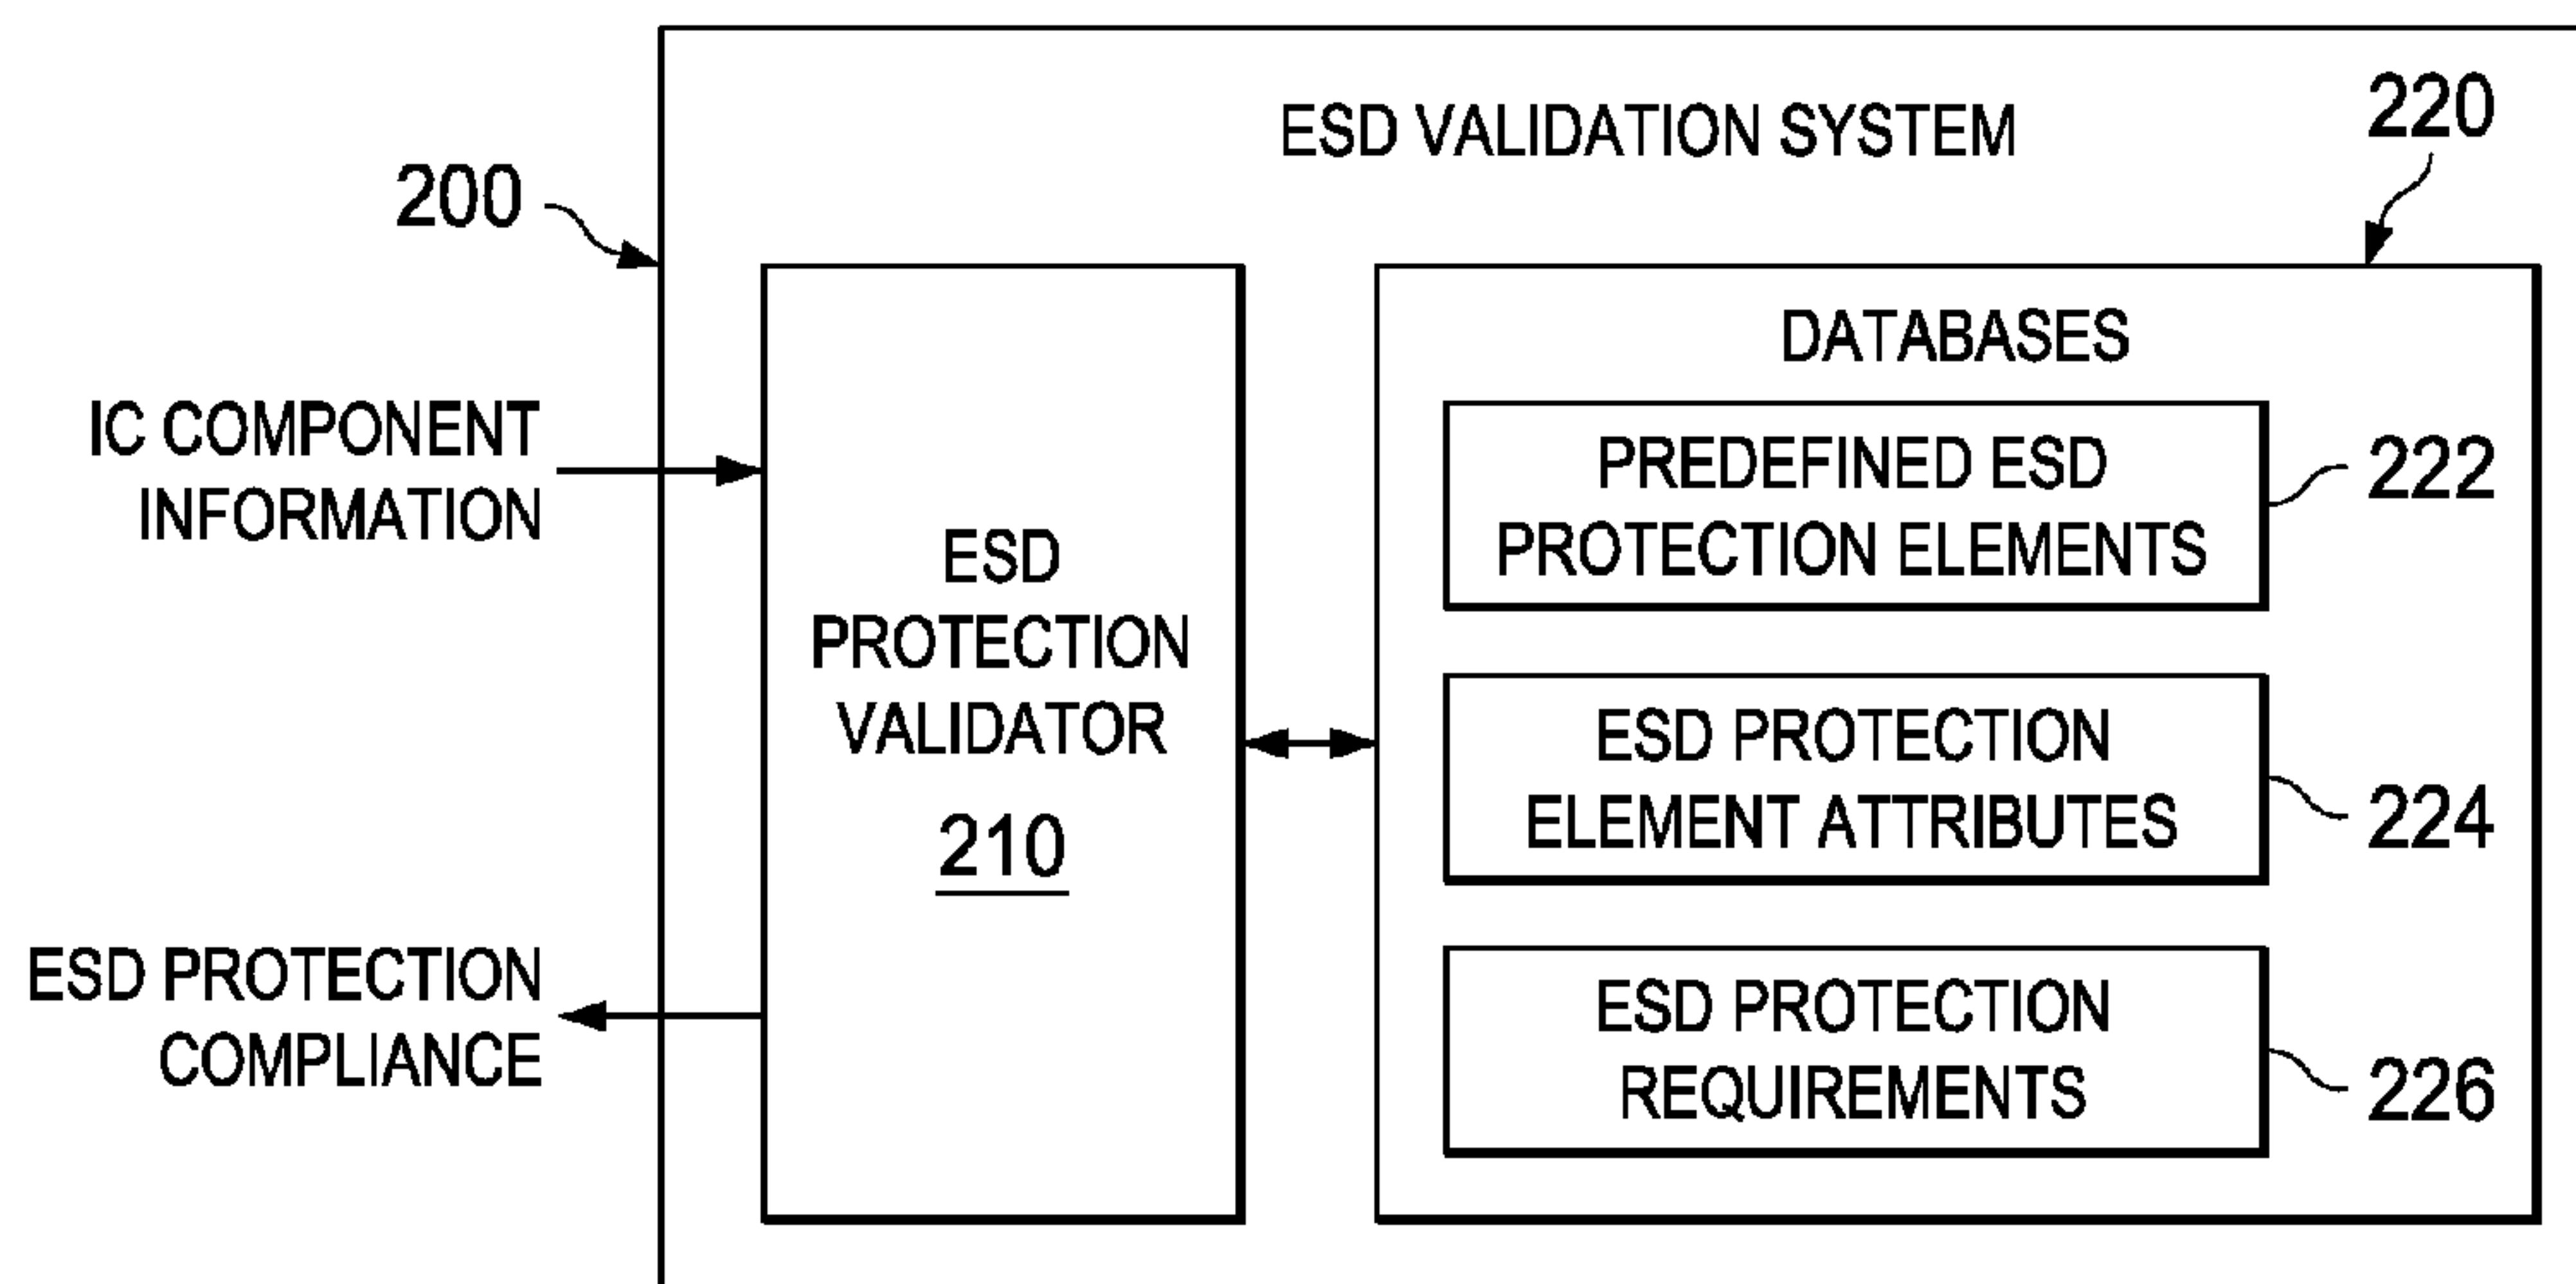 ESD VALIDATION SYSTEM
220
200
IC COMPONENT
INFORMATION
ESD PROTECTION
COMPLIANCE
ESD
PROTECTION
VALIDATOR
210
DATABASES
PREDEFINED ESD
PROTECTION ELEMENTS
222
ESD PROTECTION
ELEMENT ATTRIBUTES
224
ESD PROTECTION
REQUIREMENTS
226